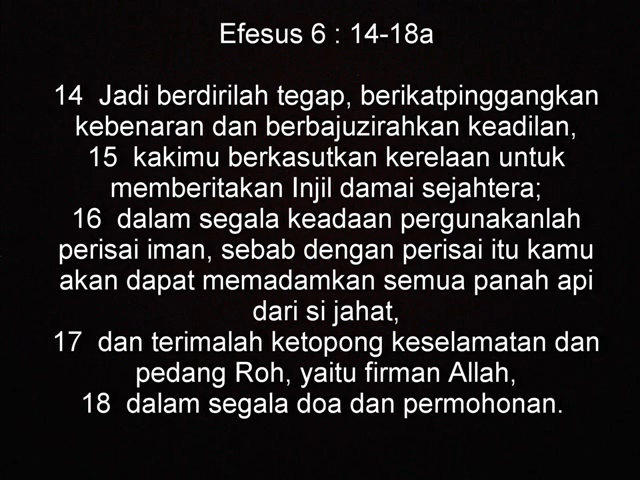 Efesus 6 : 14-18a
14 Jadi berdirilah tegap, berikatpinggangkan
kebenaran dan berbajuzirahkan keadilan,
15 kakimu berkasutkan kerelaan untuk
memberitakan Injil damai sejahtera;
16 dalam segala keadaan pergunakanlah
perisai iman, sebab dengan perisai itu kamu
akan dapat memadamkan semua panah api
dari si jahat,
17 dan terimalah ketopong keselamatan dan
pedang Roh, yaitu firman Allah,
18 dalam segala doa dan permohonan.